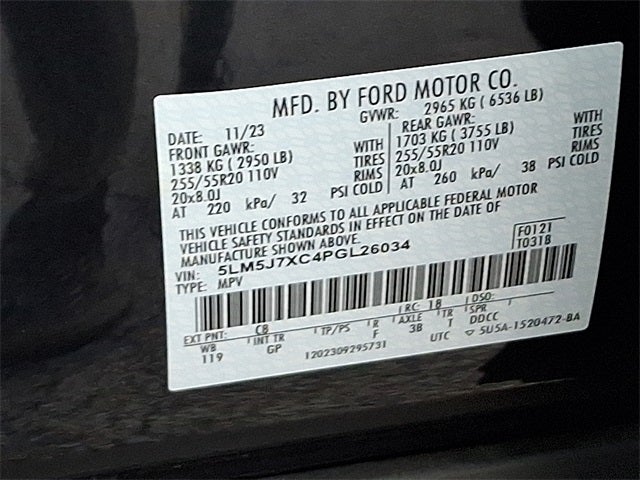 MFD. BY FORD MOTOR CO.
DATE: 11/23 GVWR: 2965 KG ( 6536 LB)
FRONT GAWR: REAR GAWR:
1338 KG ( 2950 LB) WITH 1703 KG ( 3755 LB) WITH
255/55R20 110V TIRES 255/55R20 110V TIRES
20x8.0J RIMS 20x8.0J RIMS
AT 220 kPa/ 32 PSI COLD AT 260 kPa/ 38 PSI COLD
THIS VEHICLE CONFORMS TO ALL APPLICABLE FEDERAL MOTOR
VEHICLE SAFETY STANDARDS IN EFFECT ON THE DATE OF
MANUFACTURE SHOWN ABOVE.
VIN: 5LM5J7XC4PGL26034 F0121
TYPE: MPV T031B
EXT PNT: C8 RC: 18 DSO:
WB INT TR TP/PS R AXLE TR SPR
119 GP F 3B T DDCC
1202309295731 UTC ▽ 5U5A-1520472-BA